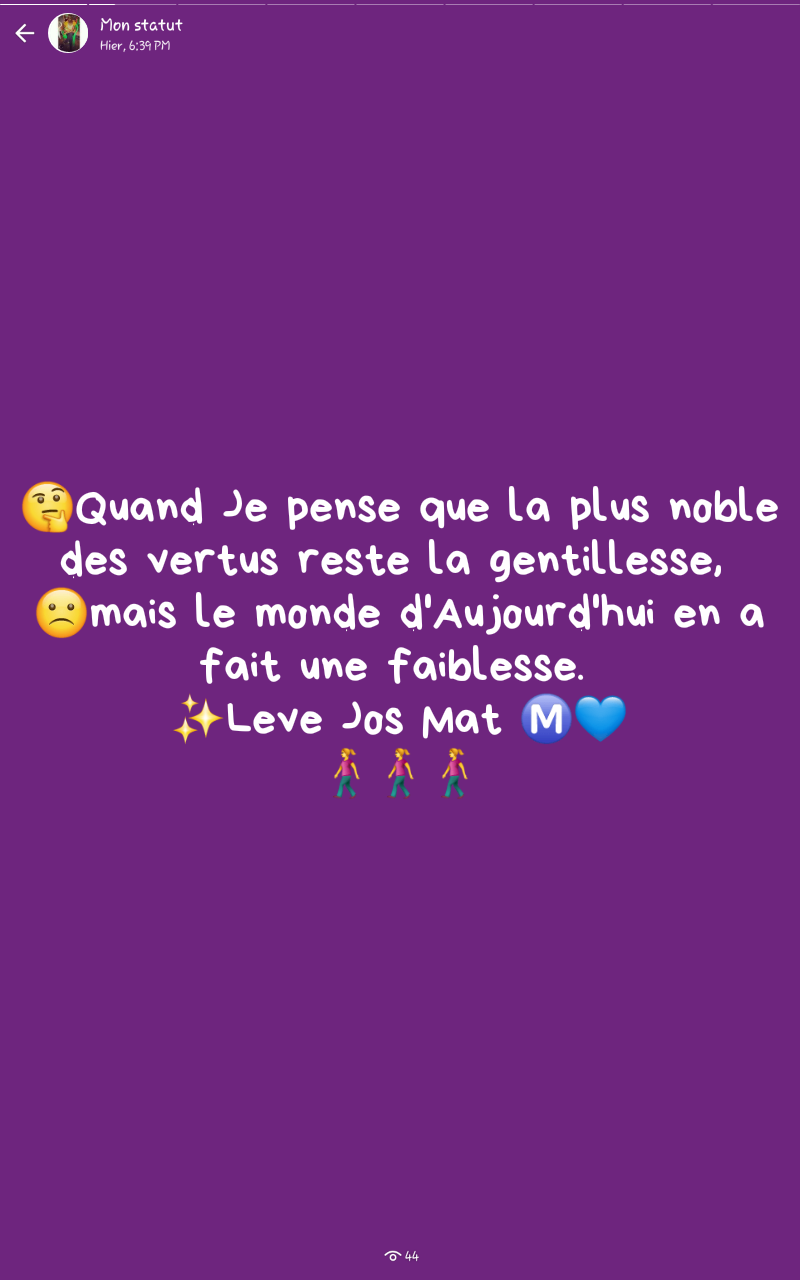 Mon statut
Hier, 6:39 PM
🤔Quand Je pense que la plus noble
des vertus reste la gentillesse,
😕mais le monde d'Aujourd'hui en a
fait une faiblesse.
✨Leve Jos Mat Ⓜ️💙
🚶‍♀️🚶‍♀️🚶‍♀️
44